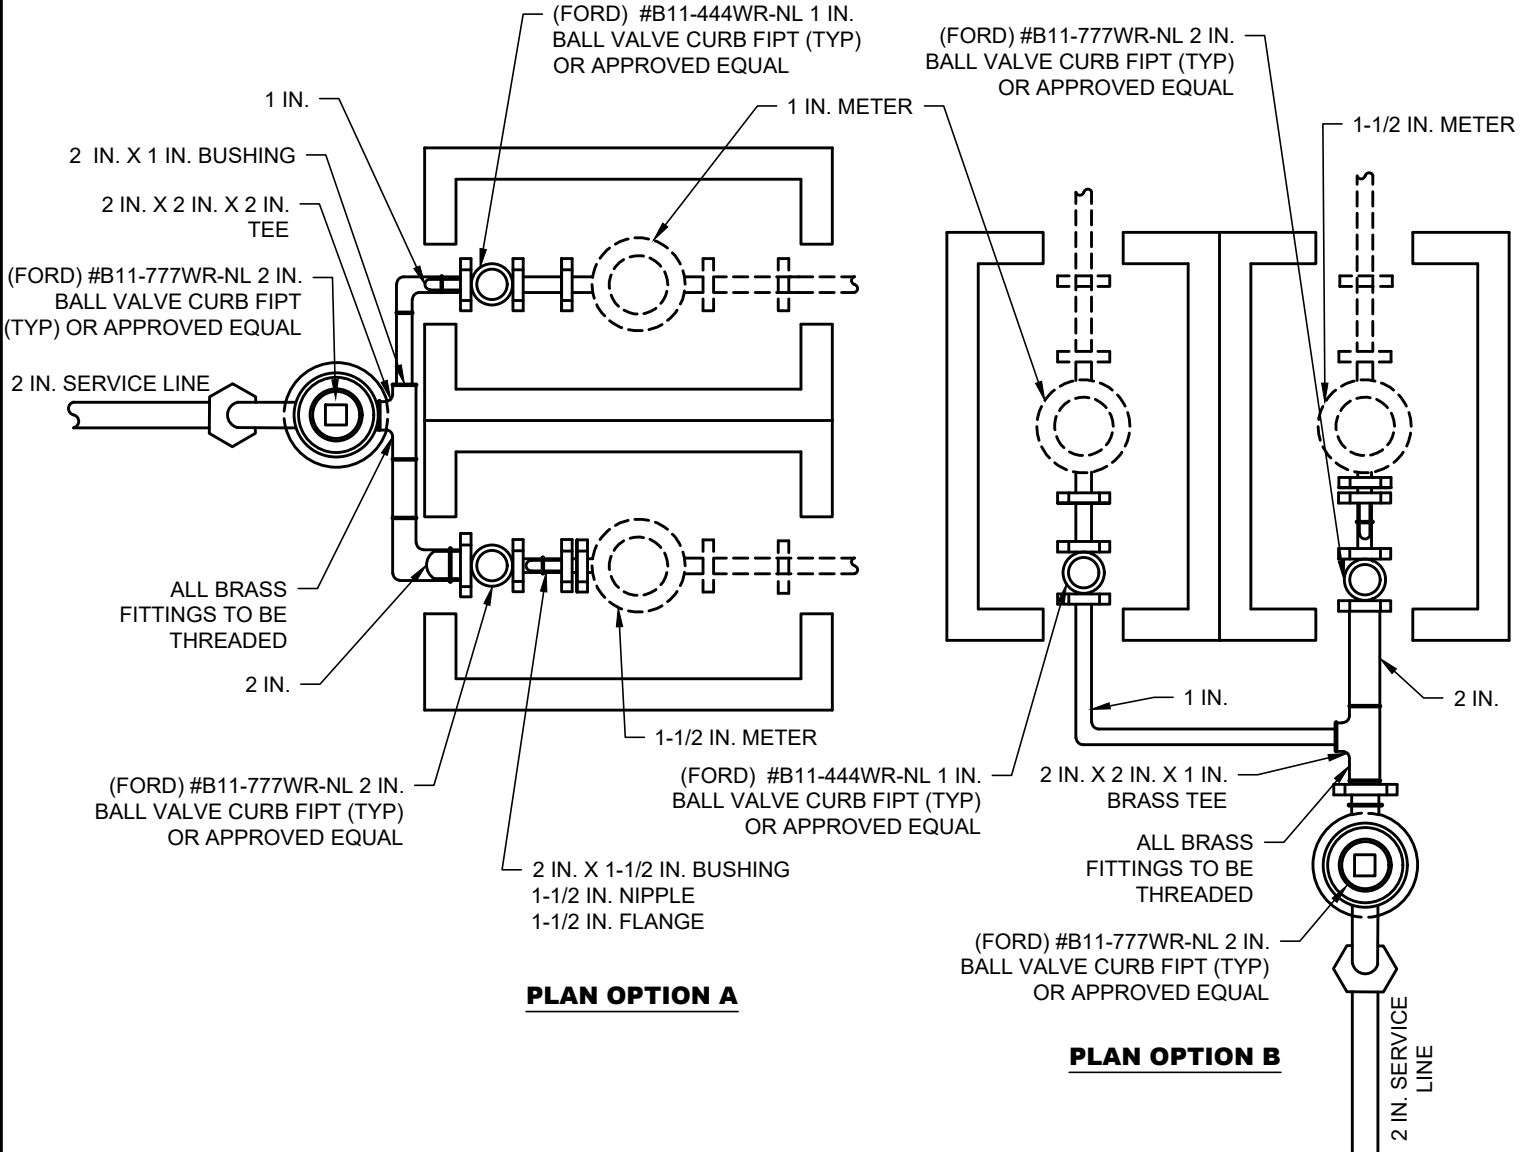 (FORD) #B11-444WR-NL 1 IN.
BALL VALVE CURB FIPT (TYP)
OR APPROVED EQUAL
1 IN.
2 IN. X 1 IN. BUSHING
2 IN. X 2 IN. X 2 IN.
TEE
(FORD) #B11-777WR-NL 2 IN.
BALL VALVE CURB FIPT
(TYP) OR APPROVED EQUAL
2 IN. SERVICE LINE
1 IN. METER
ALL BRASS
FITTINGS TO BE
THREADED
2 IN.
1-1/2 IN. METER
(FORD) #B11-777WR-NL 2 IN.
BALL VALVE CURB FIPT (TYP)
OR APPROVED EQUAL
2 IN. X 1-1/2 IN. BUSHING
1-1/2 IN. NIPPLE
1-1/2 IN. FLANGE
PLAN OPTION A
(FORD) #B11-777WR-NL 2 IN.
BALL VALVE CURB FIPT (TYP)
OR APPROVED EQUAL
1-1/2 IN. METER
1 IN.
2 IN.
(FORD) #B11-444WR-NL 1 IN.
BALL VALVE CURB FIPT (TYP)
OR APPROVED EQUAL
2 IN. X 2 IN. X 1 IN.
BRASS TEE
ALL BRASS
FITTINGS TO BE
THREADED
(FORD) #B11-777WR-NL 2 IN.
BALL VALVE CURB FIPT (TYP)
OR APPROVED EQUAL
2 IN. SERVICE
LINE
PLAN OPTION B